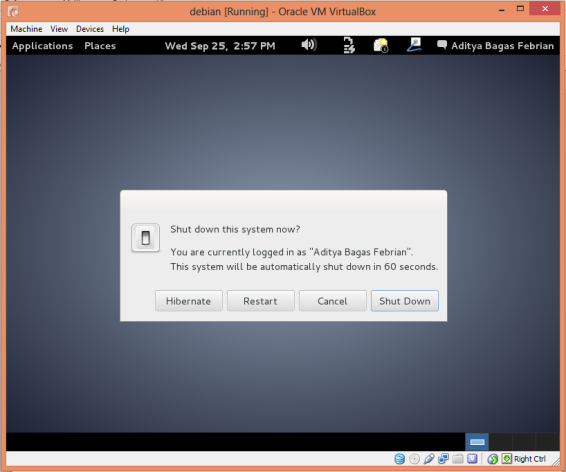 debian [Running] - Oracle VM VirtualBox
Machine View Devices Help
Applications Places Wed Sep 25, 2:57 PM Aditya Bagas Febrian
Shut down this system now?
You are currently logged in as "Aditya Bagas Febrian".
This system will be automatically shut down in 60 seconds.
Hibernate Restart Cancel Shut Down
Right Ctrl